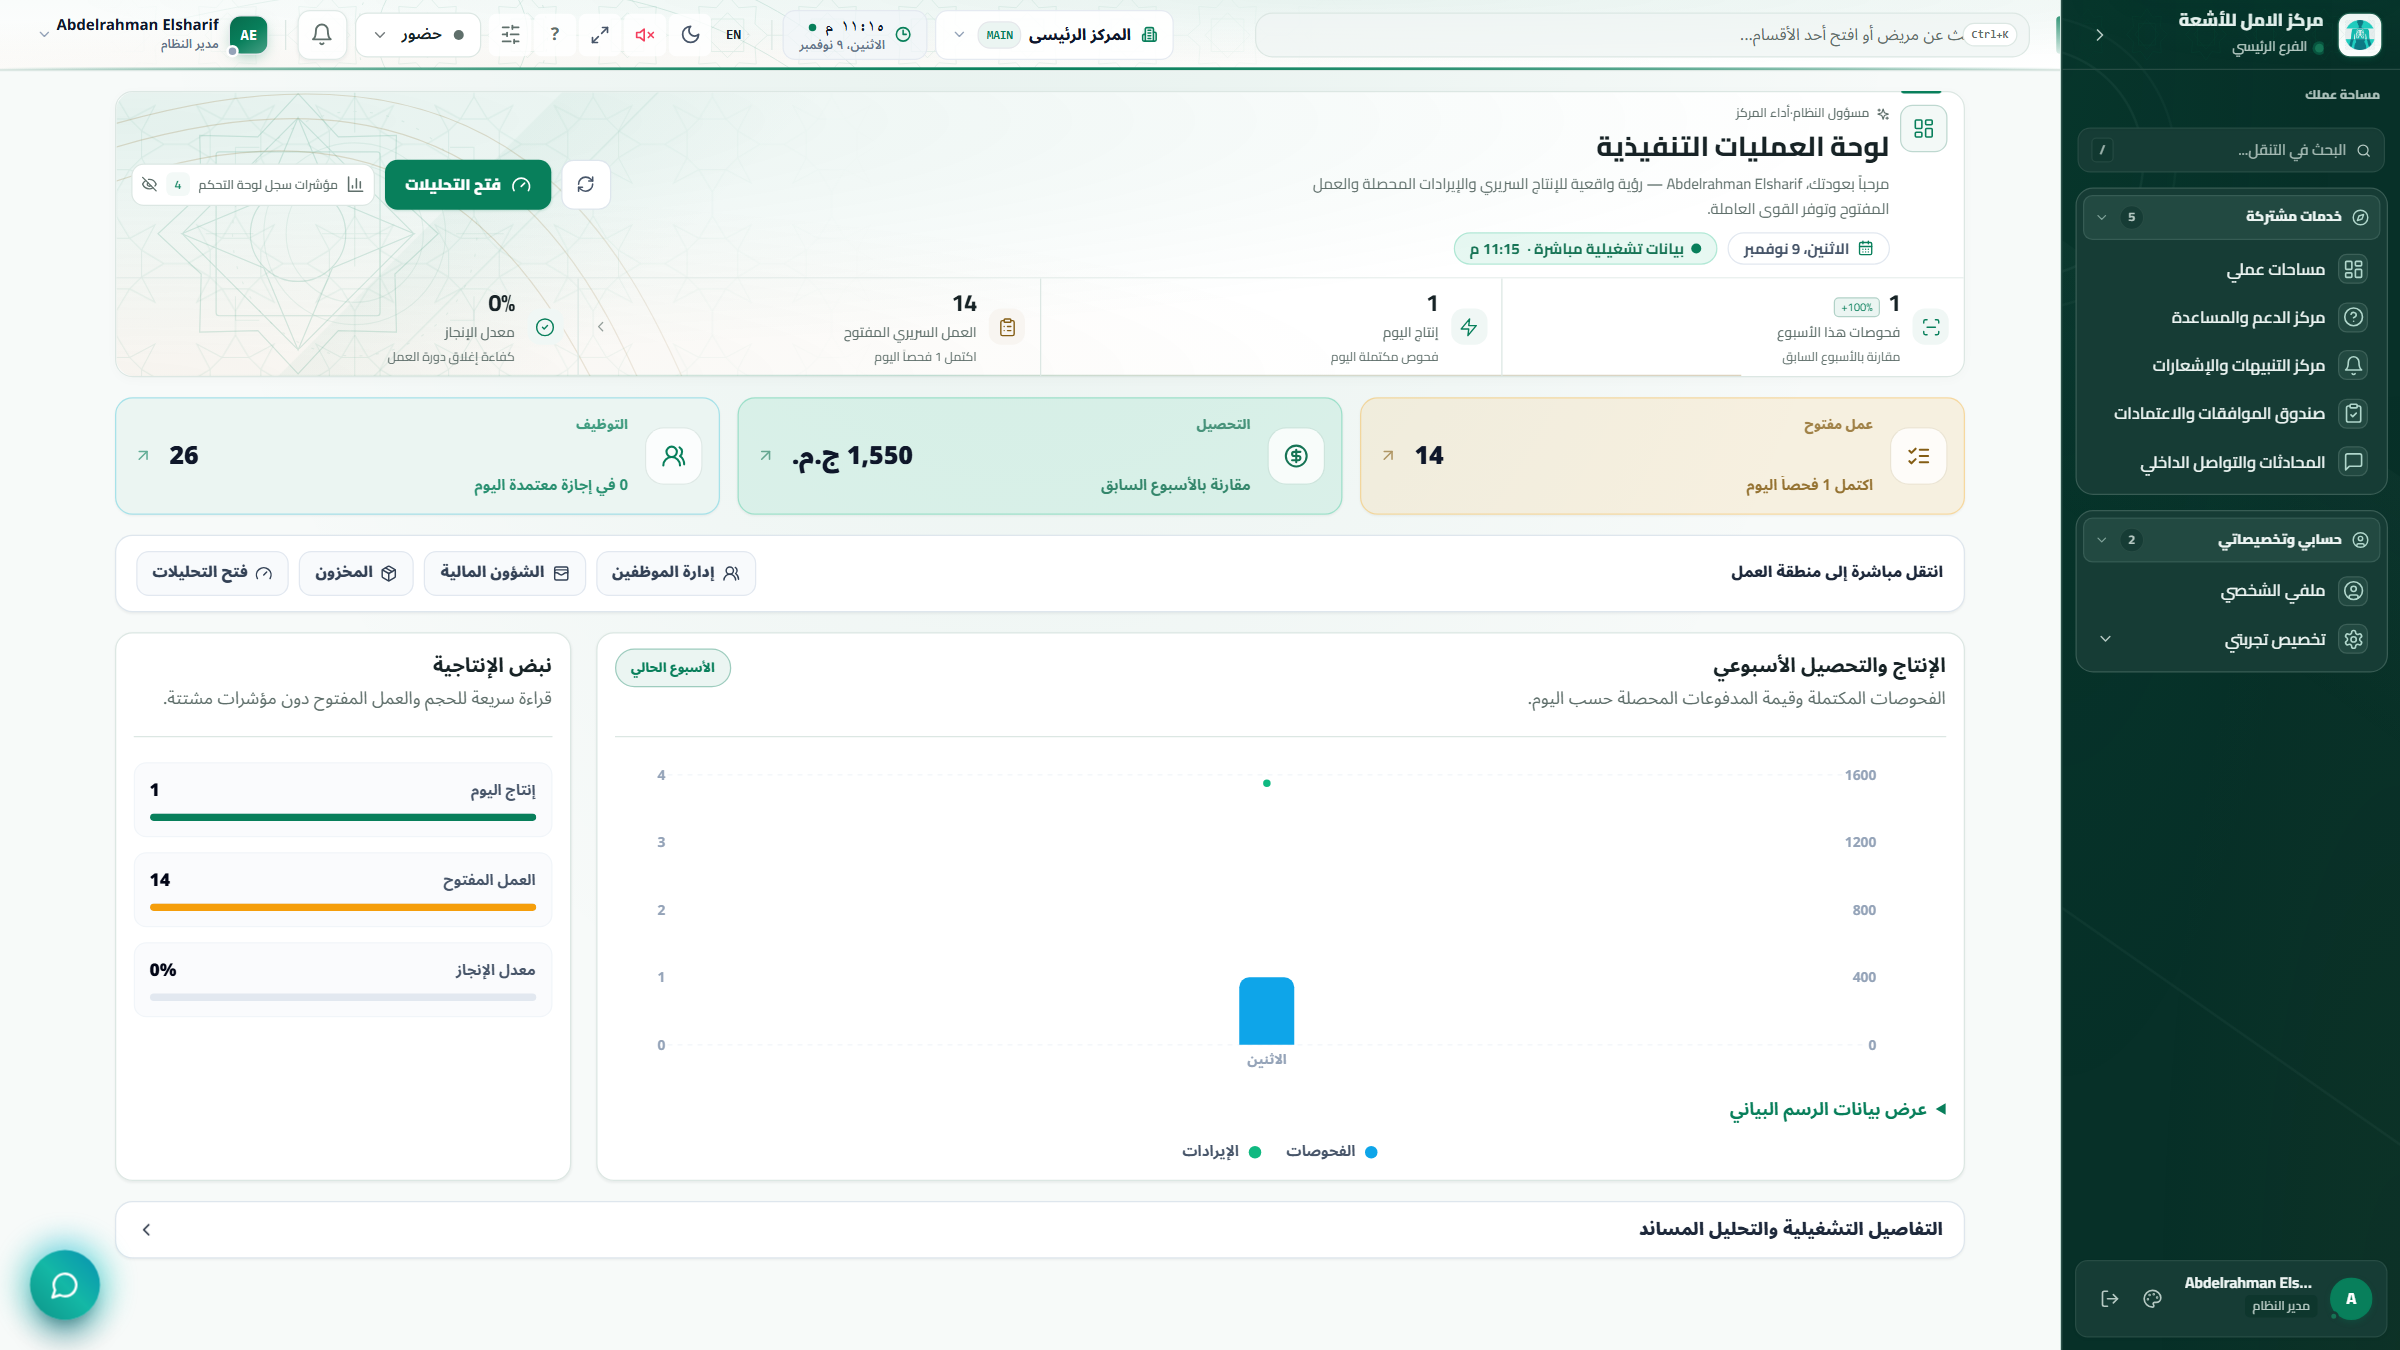 مركز الامل للأشعة
الفرع الرئيسي
مساحة عملك
البحث في التنقل...
/
خدمات مشتركة
5
مساحات عملي
مركز الدعم والمساعدة
مركز التنبيهات والإشعارات
صندوق الموافقات والاعتمادات
المحادثات والتواصل الداخلي
حسابي وتخصيصاتي
2
ملفي الشخصي
تخصيص تجربتي
A
Abdelrahman Els...
مدير النظام
عن مريض أو افتح أحد الأقسام...
Ctrl+K
المركز الرئيسى
MAIN
١١:١٥ م
الاثنين، ٩ نوفمبر
EN
?
حضور
AE
Abdelrahman Elsharif
مدير النظام
مسؤول النظام·أداء المركز
لوحة العمليات التنفيذية
مرحباً بعودتك، Abdelrahman Elsharif — رؤية واقعية للإنتاج السريري والإيرادات المحصلة والعمل
المفتوح وتوفر القوى العاملة.
الاثنين، 9 نوفمبر
بيانات تشغيلية مباشرة · 11:15 م
فتح التحليلات
مؤشرات سجل لوحة التحكم
4
1
+100%
فحوصات هذا الأسبوع
مقارنة بالأسبوع السابق
1
إنتاج اليوم
فحوص مكتملة اليوم
14
العمل السريري المفتوح
اكتمل 1 فحصاً اليوم
0%
معدل الإنجاز
كفاءة إغلاق دورة العمل
عمل مفتوح
14
اكتمل 1 فحصاً اليوم
التحصيل
1,550 ج.م.
مقارنة بالأسبوع السابق
التوظيف
26
0 في إجازة معتمدة اليوم
انتقل مباشرة إلى منطقة العمل
إدارة الموظفين
الشؤون المالية
المخزون
فتح التحليلات
الإنتاج والتحصيل الأسبوعي
الفحوصات المكتملة وقيمة المدفوعات المحصلة حسب اليوم.
الأسبوع الحالي
4
3
2
1
0
1600
1200
800
400
0
الاثنين
عرض بيانات الرسم البياني
الفحوصات
الإيرادات
نبض الإنتاجية
قراءة سريعة للحجم والعمل المفتوح دون مؤشرات مشتتة.
إنتاج اليوم
1
العمل المفتوح
14
معدل الإنجاز
0%
التفاصيل التشغيلية والتحليل المساند